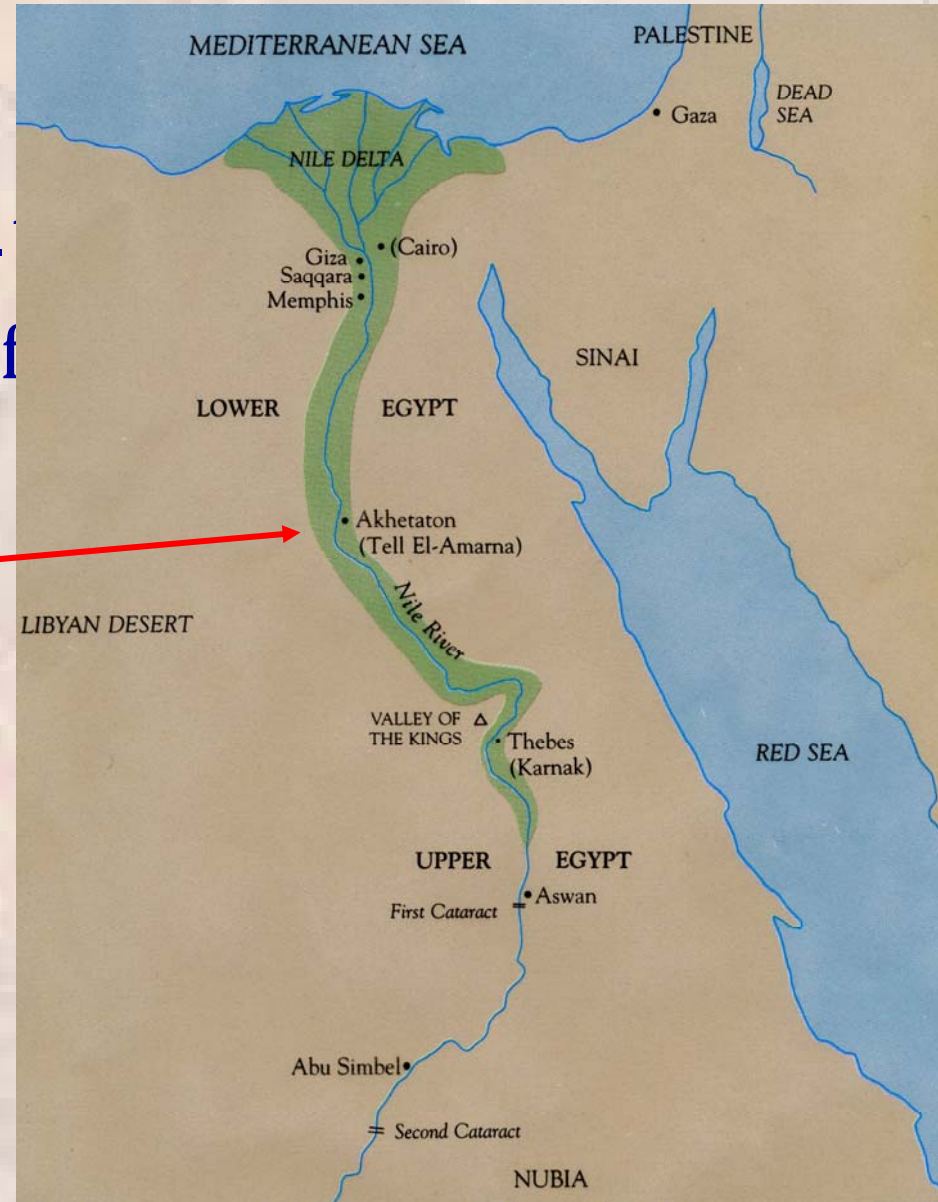 MEDITERRANEAN SEA
PALESTINE
DEAD
SEA
Gaza
NILE DELTA
(Cairo)
Giza
Saqqara
Memphis
SINAI
f
LOWER EGYPT
Akhetaton
(Tell El-Amarna)
Nile River
LIBYAN DESERT
VALLEY OF
THE KINGS
Thebes
(Karnak)
RED SEA
UPPER EGYPT
Aswan
First Cataract
Abu Simbel
Second Cataract
NUBIA